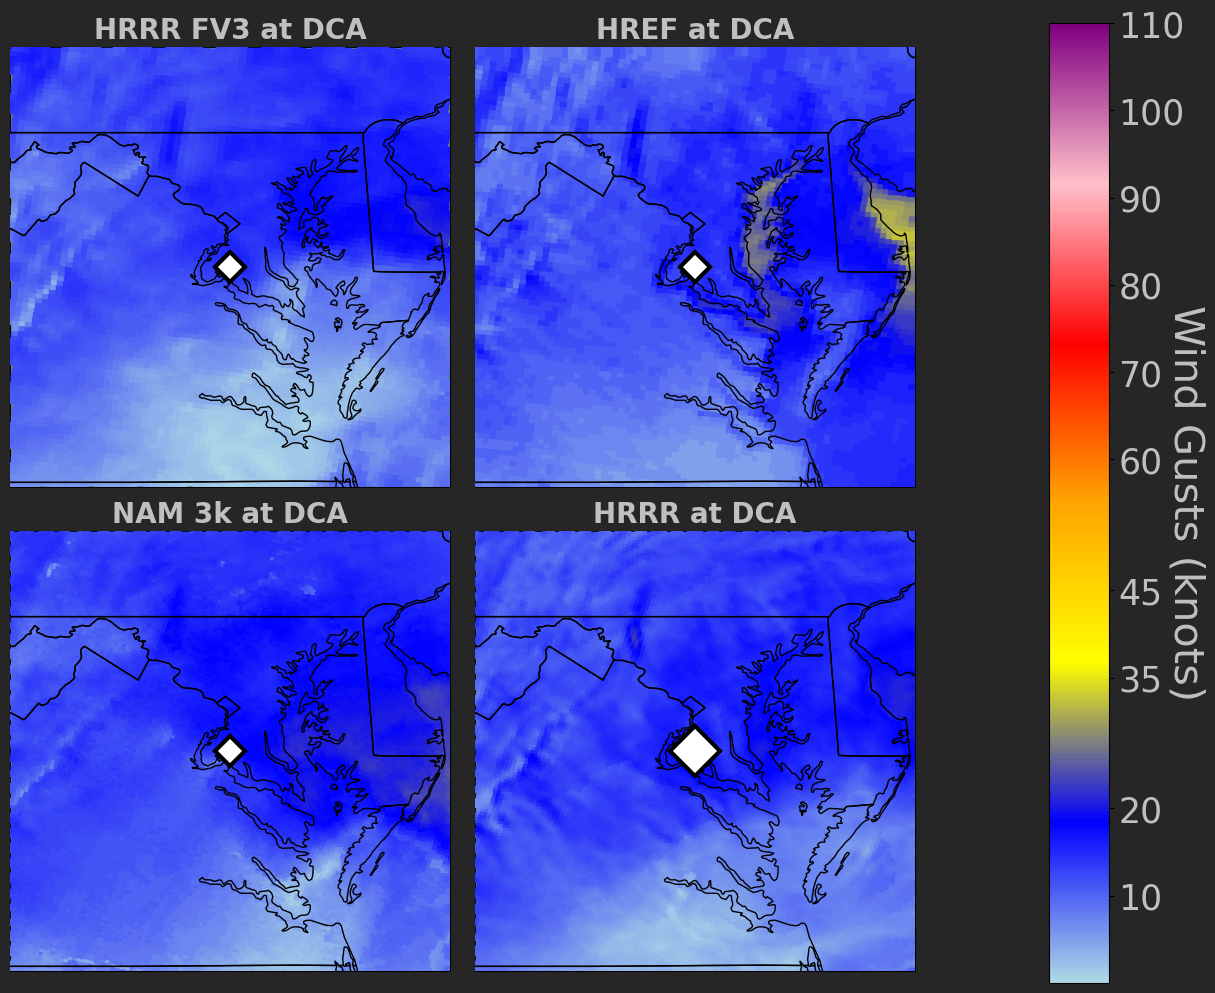 HRRR FV3 at DCA
HREF at DCA
NAM 3k at DCA
HRRR at DCA
110
100
90
80
70
60
45
35
20
10
Wind Gusts (knots)